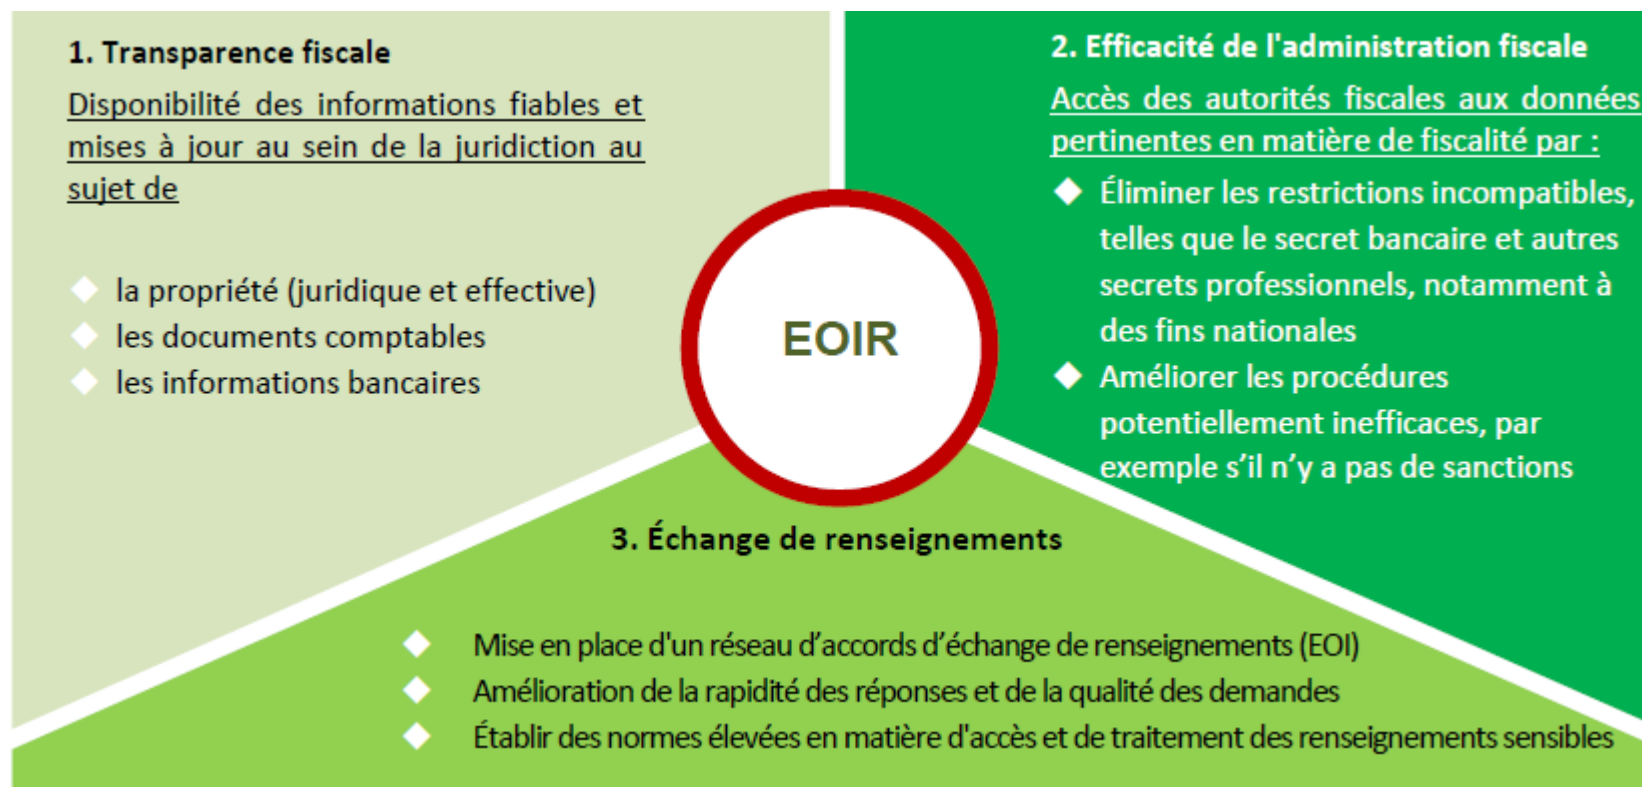 1. Transparence fiscale
Disponibilité des informations fiables et
mises à jour au sein de la juridiction au
sujet de
la propriété (juridique et effective)
les documents comptables
les informations bancaires
2. Efficacité de l'administration fiscale
Accès des autorités fiscales aux données
pertinentes en matière de fiscalité par :
Éliminer les restrictions incompatibles,
telles que le secret bancaire et autres
secrets professionnels, notamment à
des fins nationales
Améliorer les procédures
potentiellement inefficaces, par
exemple s’il n’y a pas de sanctions
EOIR
3. Échange de renseignements
Mise en place d'un réseau d’accords d’échange de renseignements (EOI)
Amélioration de la rapidité des réponses et de la qualité des demandes
Établir des normes élevées en matière d'accès et de traitement des renseignements sensibles